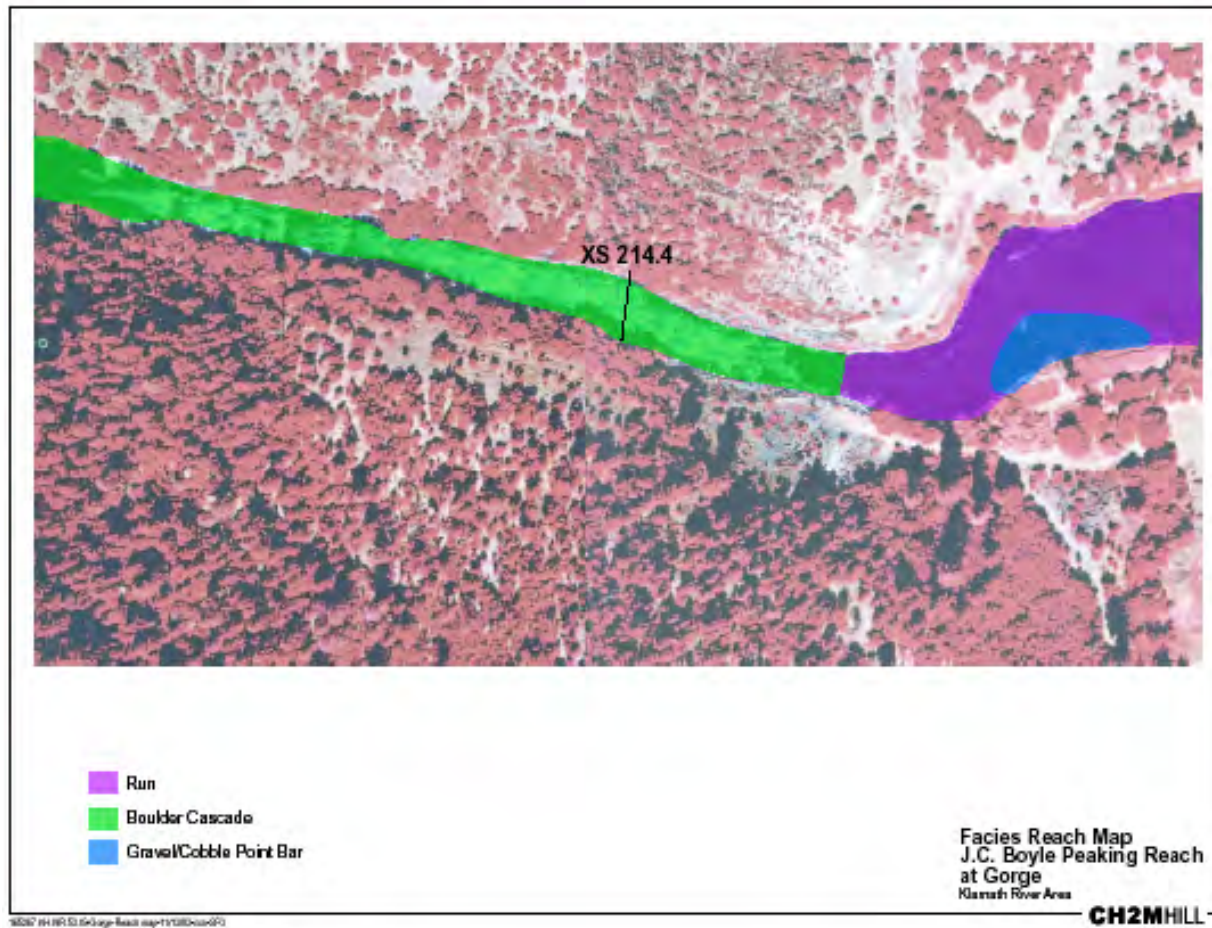 XS 214.4
Run
Boulder Cascade
Gravel/Cobble Point Bar
Facies Reach Map
J.C. Boyle Peaking Reach
at Gorge
Klamath River Area
CH2MHILL